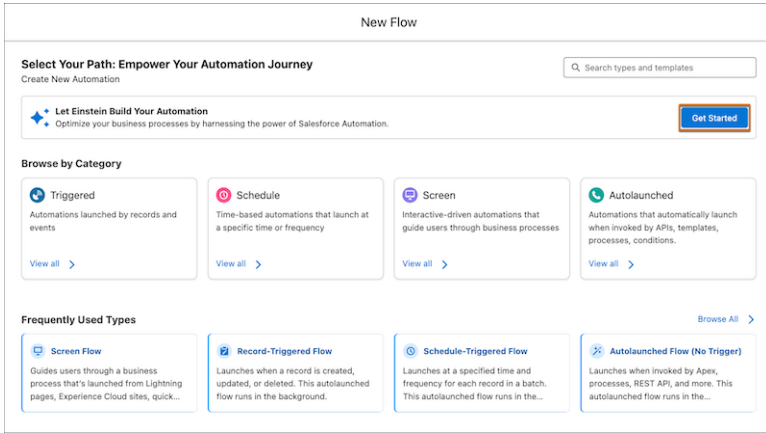 New Flow
Select Your Path: Empower Your Automation Journey
Create New Automation
Search types and templates
Let Einstein Build Your Automation
Optimize your business processes by harnessing the power of Salesforce Automation.
Get Started
Browse by Category
Triggered
Automations launched by records and
events
View all
Schedule
Time-based automations that launch at
a specific time or frequency
View all
Screen
Interactive-driven automations that
guide users through business processes
View all
Autolaunched
Automations that automatically launch
when invoked by APIs, templates,
processes, conditions.
View all
Frequently Used Types
Browse All
Screen Flow
Guides users through a business
process that's launched from Lightning
pages, Experience Cloud sites, quick...
Record-Triggered Flow
Launches when a record is created,
updated, or deleted. This autolaunched
flow runs in the background.
Schedule-Triggered Flow
Launches at a specified time and
frequency for each record in a batch.
This autolaunched flow runs in the...
Autolaunched Flow (No Trigger)
Launches when invoked by Apex,
processes, REST API, and more. This
autolaunched flow runs in the...